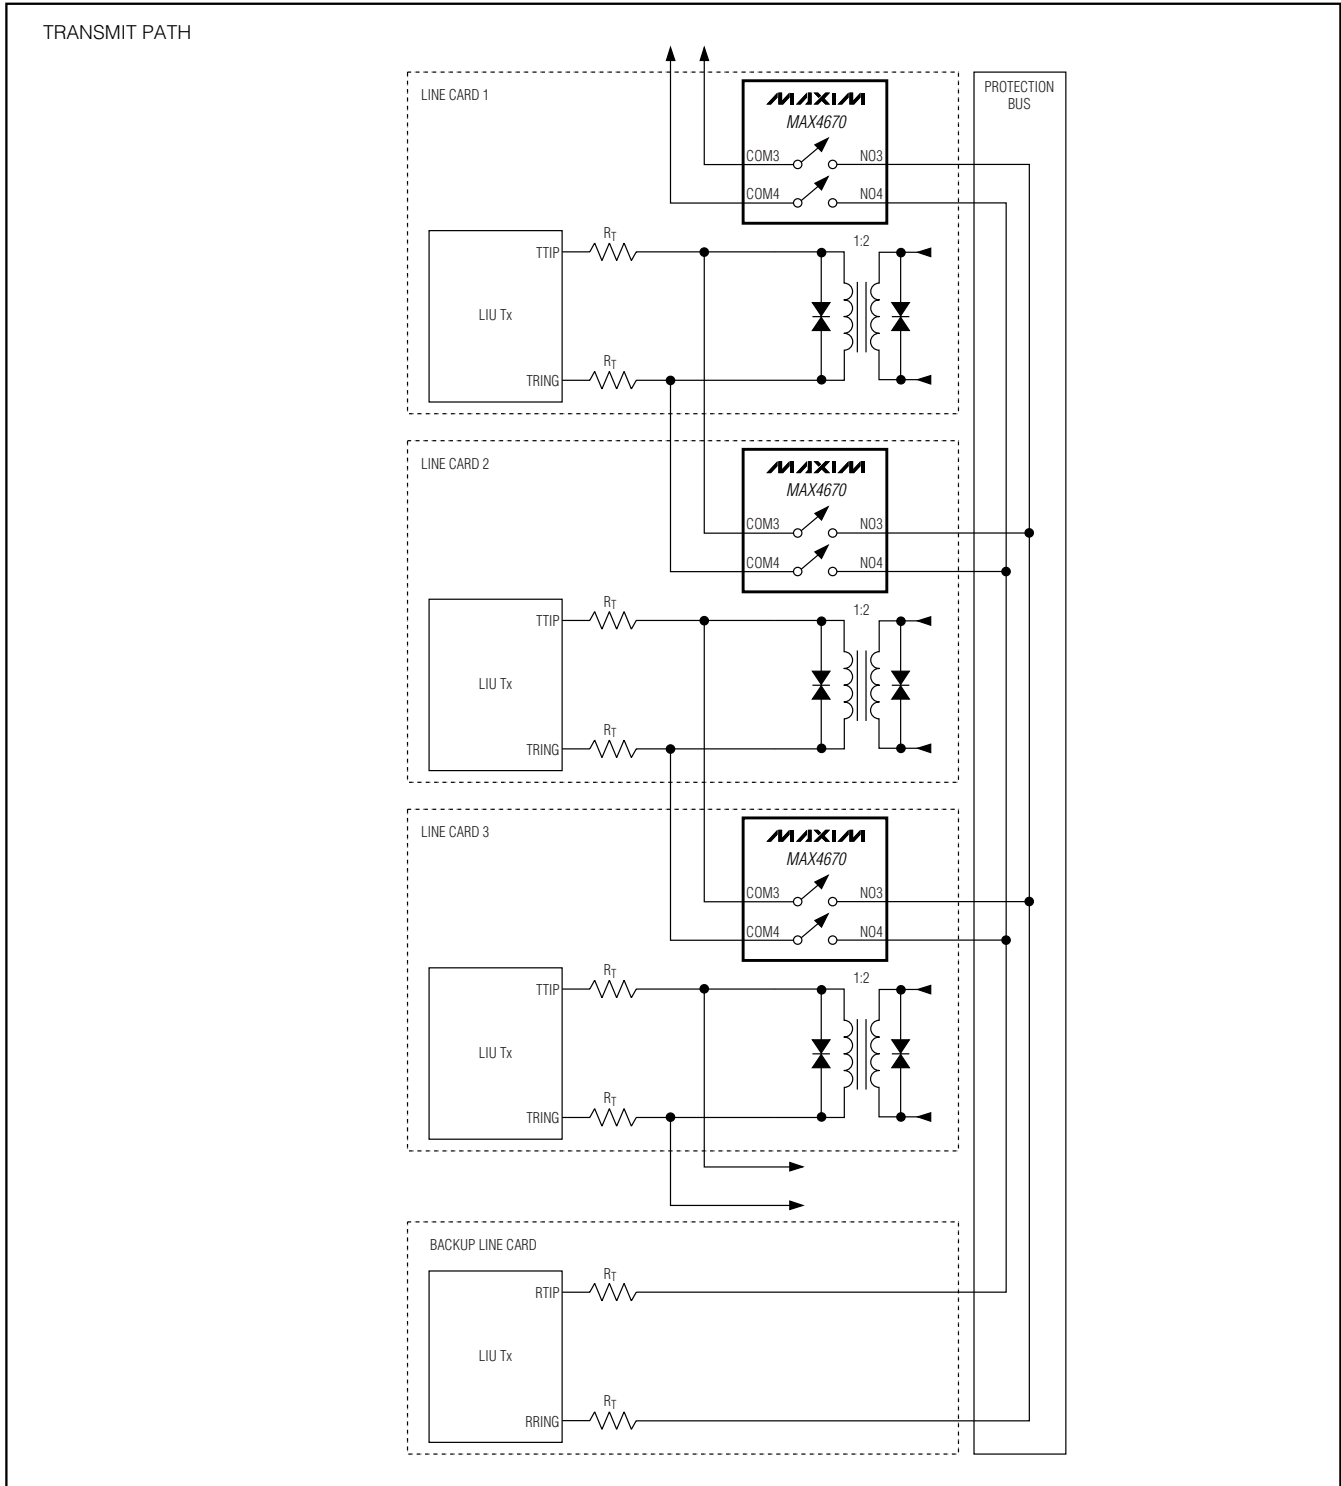 TRANSMIT PATH
LINE CARD 1
MAXIM
MAX4670
COM3
NO3
COM4
NO4
PROTECTION
BUS
RT
1:2
TTIP
LIU Tx
RT
TRING
LINE CARD 2
MAXIM
MAX4670
COM3
NO3
COM4
NO4
RT
1:2
TTIP
LIU Tx
RT
TRING
LINE CARD 3
MAXIM
MAX4670
COM3
NO3
COM4
NO4
RT
1:2
TTIP
LIU Tx
RT
TRING
BACKUP LINE CARD
RT
RTIP
LIU Tx
RT
RRING